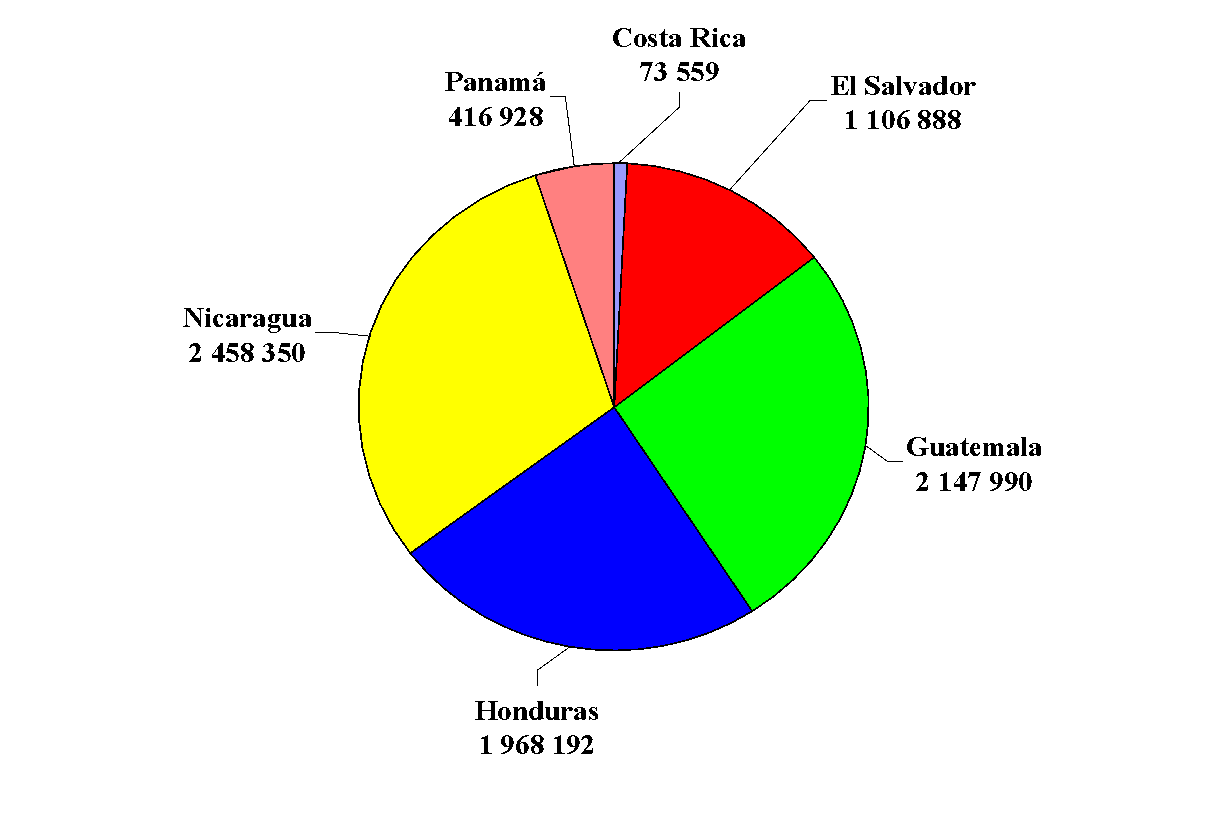 Costa Rica
73 559
Panamá
416 928
El Salvador
1 106 888
Nicaragua
2 458 350
Guatemala
2 147 990
Honduras
1 968 192